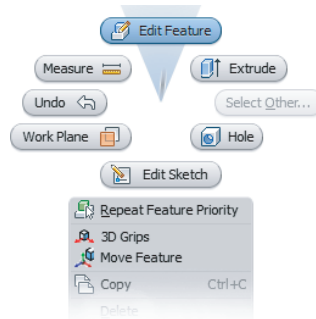 Edit Feature
Measure
Extrude
Undo
Select Other...
Work Plane
Hole
Edit Sketch
Repeat Feature Priority
3D Grips
Move Feature
Copy Ctrl+C
Delete